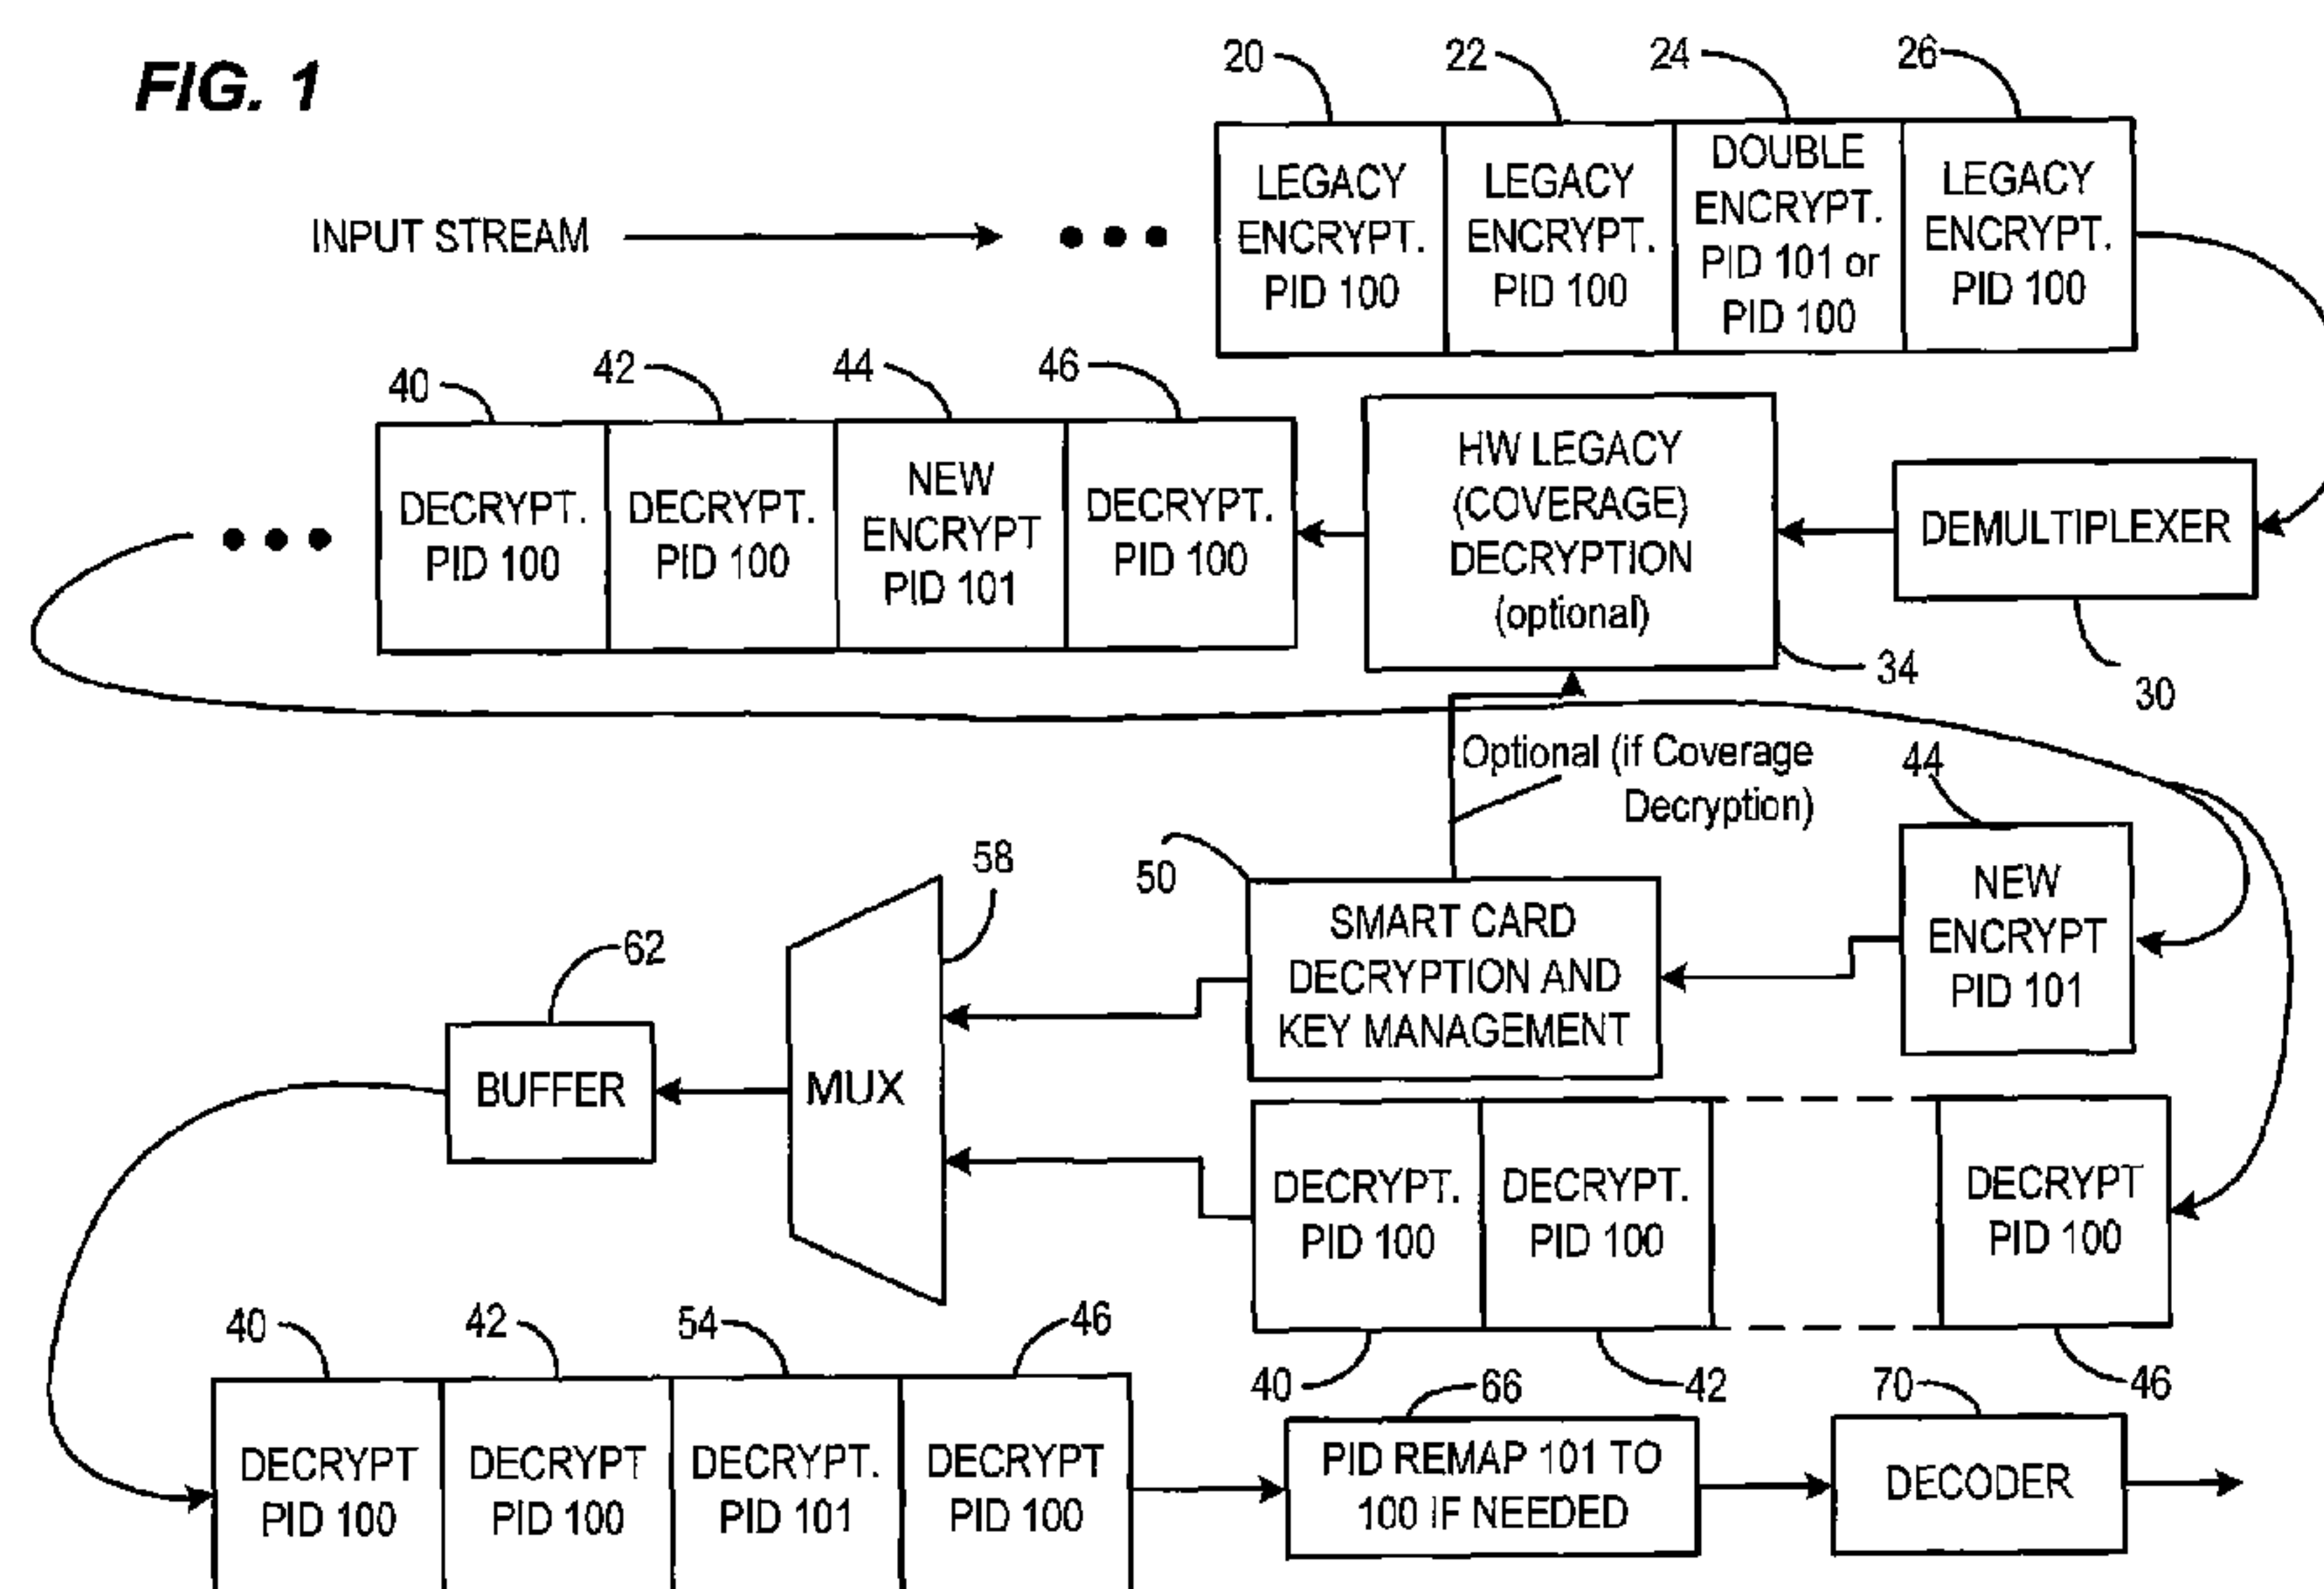 FIG. 1
20
22
24
26
INPUT STREAM
LEGACY
ENCRYPT.
PID 100
LEGACY
ENCRYPT.
PID 100
DOUBLE
ENCRYPT.
PID 101 or
PID 100
LEGACY
ENCRYPT.
PID 100
40
42
44
46
DECRYPT.
PID 100
DECRYPT.
PID 100
NEW
ENCRYPT
PID 101
DECRYPT.
PID 100
HW LEGACY
(COVERAGE)
DECRYPTION
(optional)
34
DEMULTIPLEXER
30
Optional (if Coverage
Decryption)
44
NEW
ENCRYPT
PID 101
50
SMART CARD
DECRYPTION AND
KEY MANAGEMENT
58
MUX
62
BUFFER
DECRYPT.
PID 100
DECRYPT.
PID 100
DECRYPT
PID 100
40
42
46
40
42
54
46
DECRYPT
PID 100
DECRYPT
PID 100
DECRYPT.
PID 101
DECRYPT
PID 100
66
PID REMAP 101 TO
100 IF NEEDED
70
DECODER